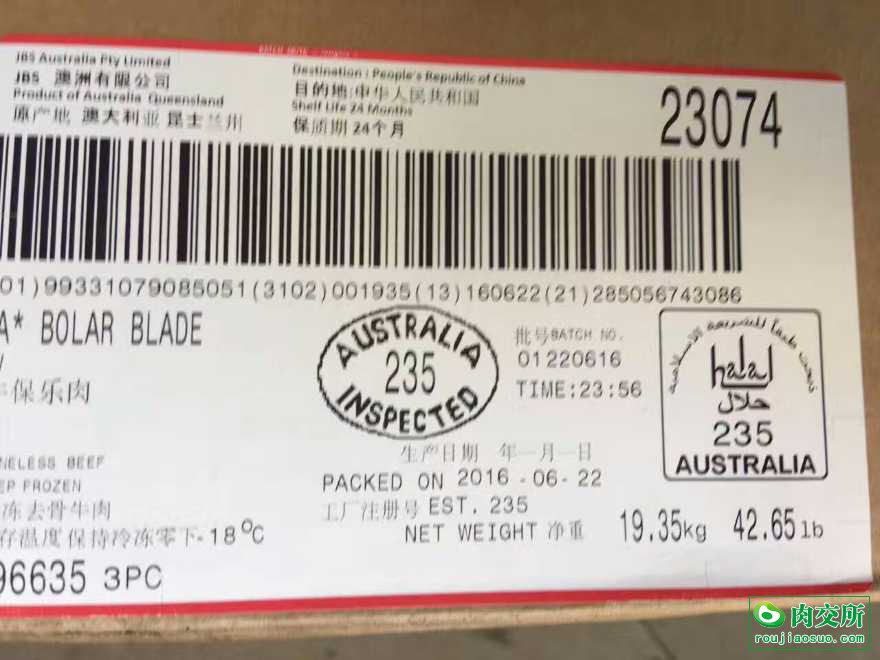 JBS Australia Pty Limited
JBS 澳洲有限公司
Product of Australia Queensland
原产地 澳大利亚 昆士兰州
Destination : People's Republic of China
目的地:中华人民共和国
Shelf Life 24 Months
保质期 24个月
23074
01)99331079085051(3102)001935(13)160622(21)285056743086
A* BOLAR BLADE
保乐肉
AUSTRALIA
235
INSPECTED
批号BATCH NO.
01220616
TIME:23:56
ذبحت طبقا للشريعة الإسلامية
halal
حلال
235
AUSTRALIA
NELESS BEEF
EP FROZEN
冻去骨牛肉
存温度 保持冷冻零下-18°C
96635 3PC
生产日期 年-月-日
PACKED ON 2016-06-22
工厂注册号 EST. 235
NET WEIGHT 净重 19.35kg 42.65lb
肉交所
roujiaosuo.com